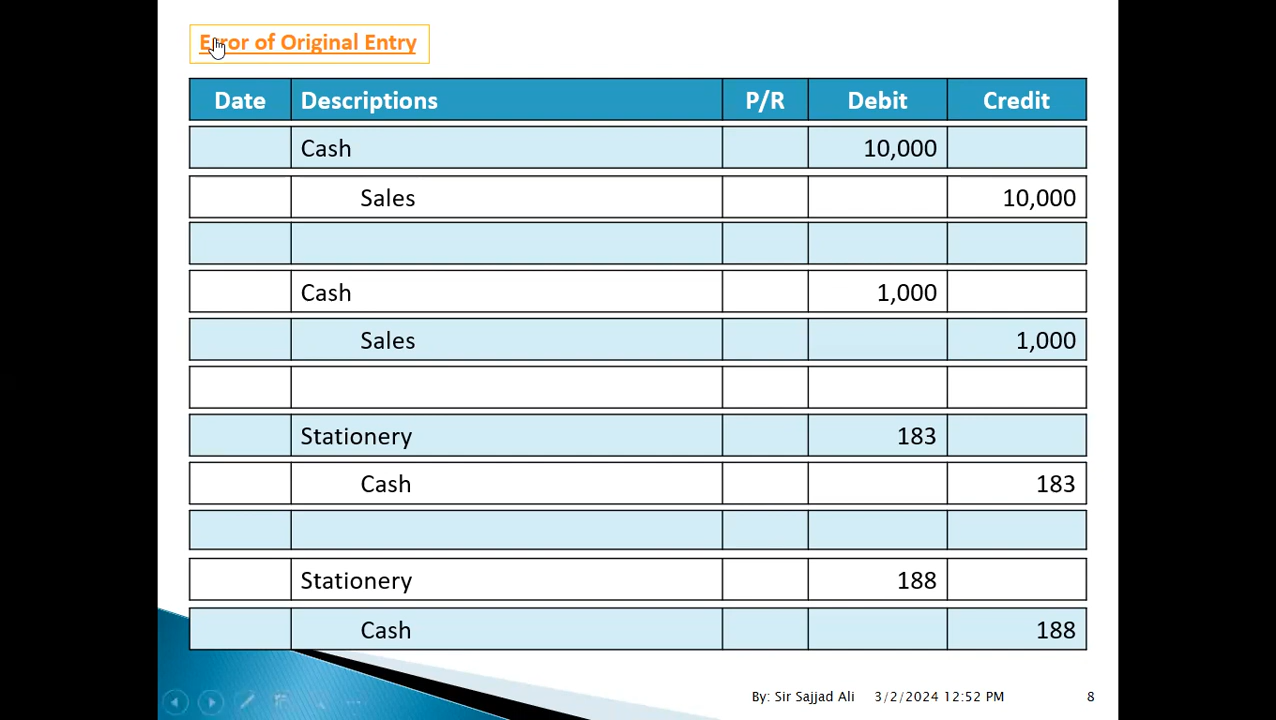 Error of Original Entry
Date Descriptions P/R Debit Credit
Cash 10,000
Sales 10,000
Cash 1,000
Sales 1,000
Stationery 183
Cash 183
Stationery 188
Cash 188
By: Sir Sajjad Ali 3/2/2024 12:52 PM 8